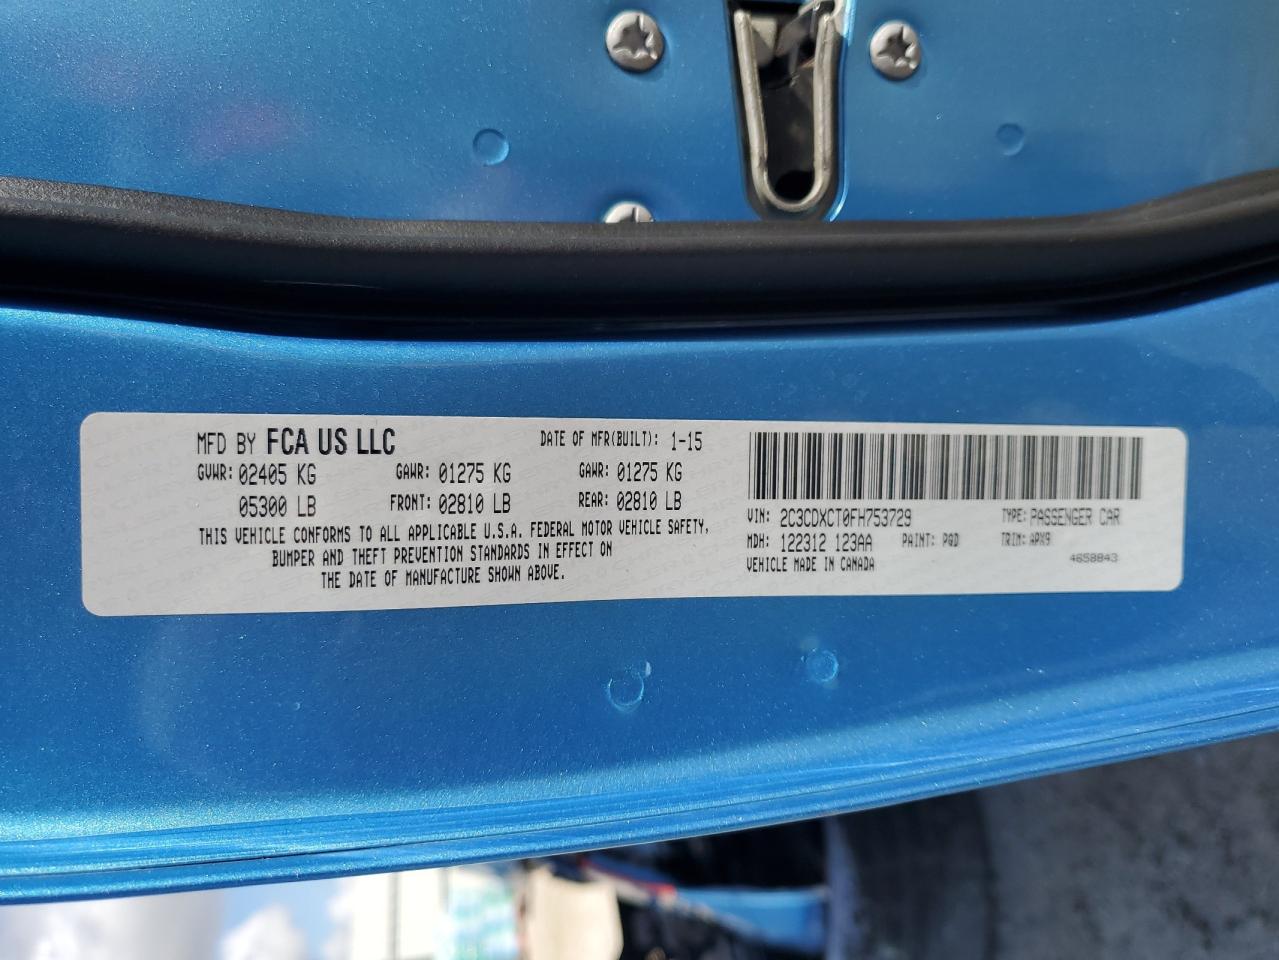 MFD BY FCA US LLC DATE OF MFR(BUILT): 1-15
GVWR: 02405 KG GAWR: 01275 KG GAWR: 01275 KG
05300 LB FRONT: 02810 LB REAR: 02810 LB
THIS VEHICLE CONFORMS TO ALL APPLICABLE U.S.A. FEDERAL MOTOR VEHICLE SAFETY,
BUMPER AND THEFT PREVENTION STANDARDS IN EFFECT ON
THE DATE OF MANUFACTURE SHOWN ABOVE.
VIN: 2C3CDXCT0FH753729 TYPE: PASSENGER CAR
MDH: 122312 123AA PAINT: PQD TRIM: APX9
VEHICLE MADE IN CANADA 4658843